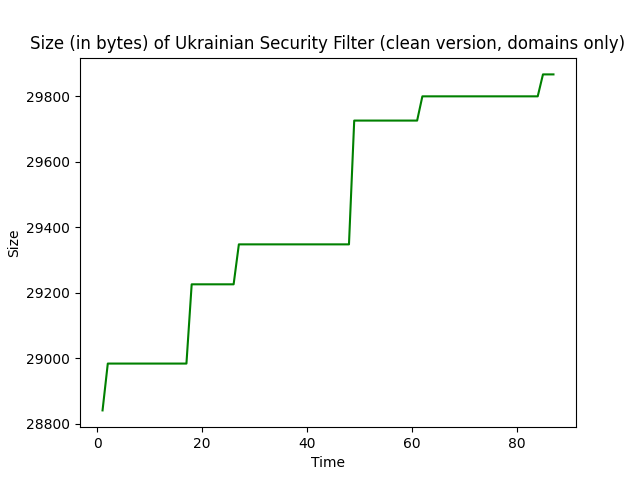 Size (in bytes) of Ukrainian Security Filter (clean version, domains only)
29800
29600
29400
29200
29000
28800
Size
0 20 40 60 80
Time